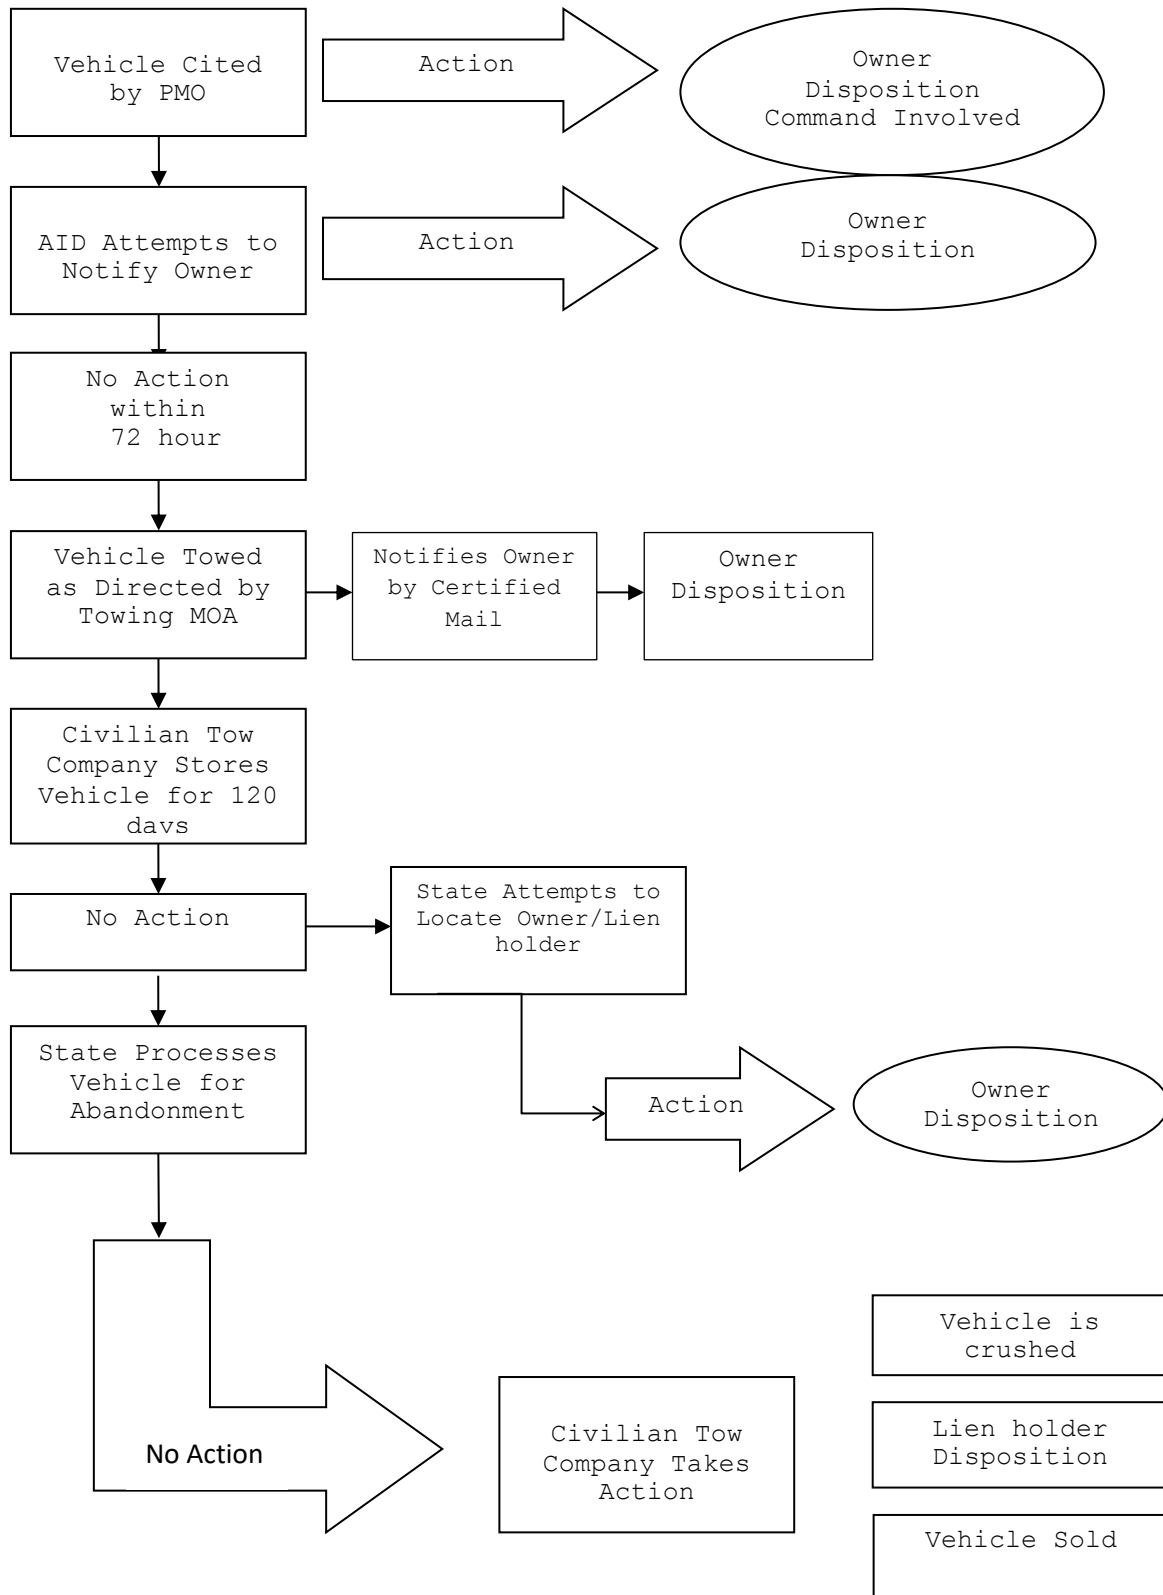 Vehicle Cited
by PMO
Action
Owner
Disposition
Command Involved
AID Attempts to
Notify Owner
Action
Owner
Disposition
No Action
within
72 hour
Vehicle Towed
as Directed by
Towing MOA
Notifies Owner
by Certified
Mail
Owner
Disposition
Civilian Tow
Company Stores
Vehicle for 120
days
No Action
State Attempts to
Locate Owner/Lien
holder
State Processes
Vehicle for
Abandonment
Action
Owner
Disposition
No Action
Civilian Tow
Company Takes
Action
Vehicle is
crushed
Lien holder
Disposition
Vehicle Sold